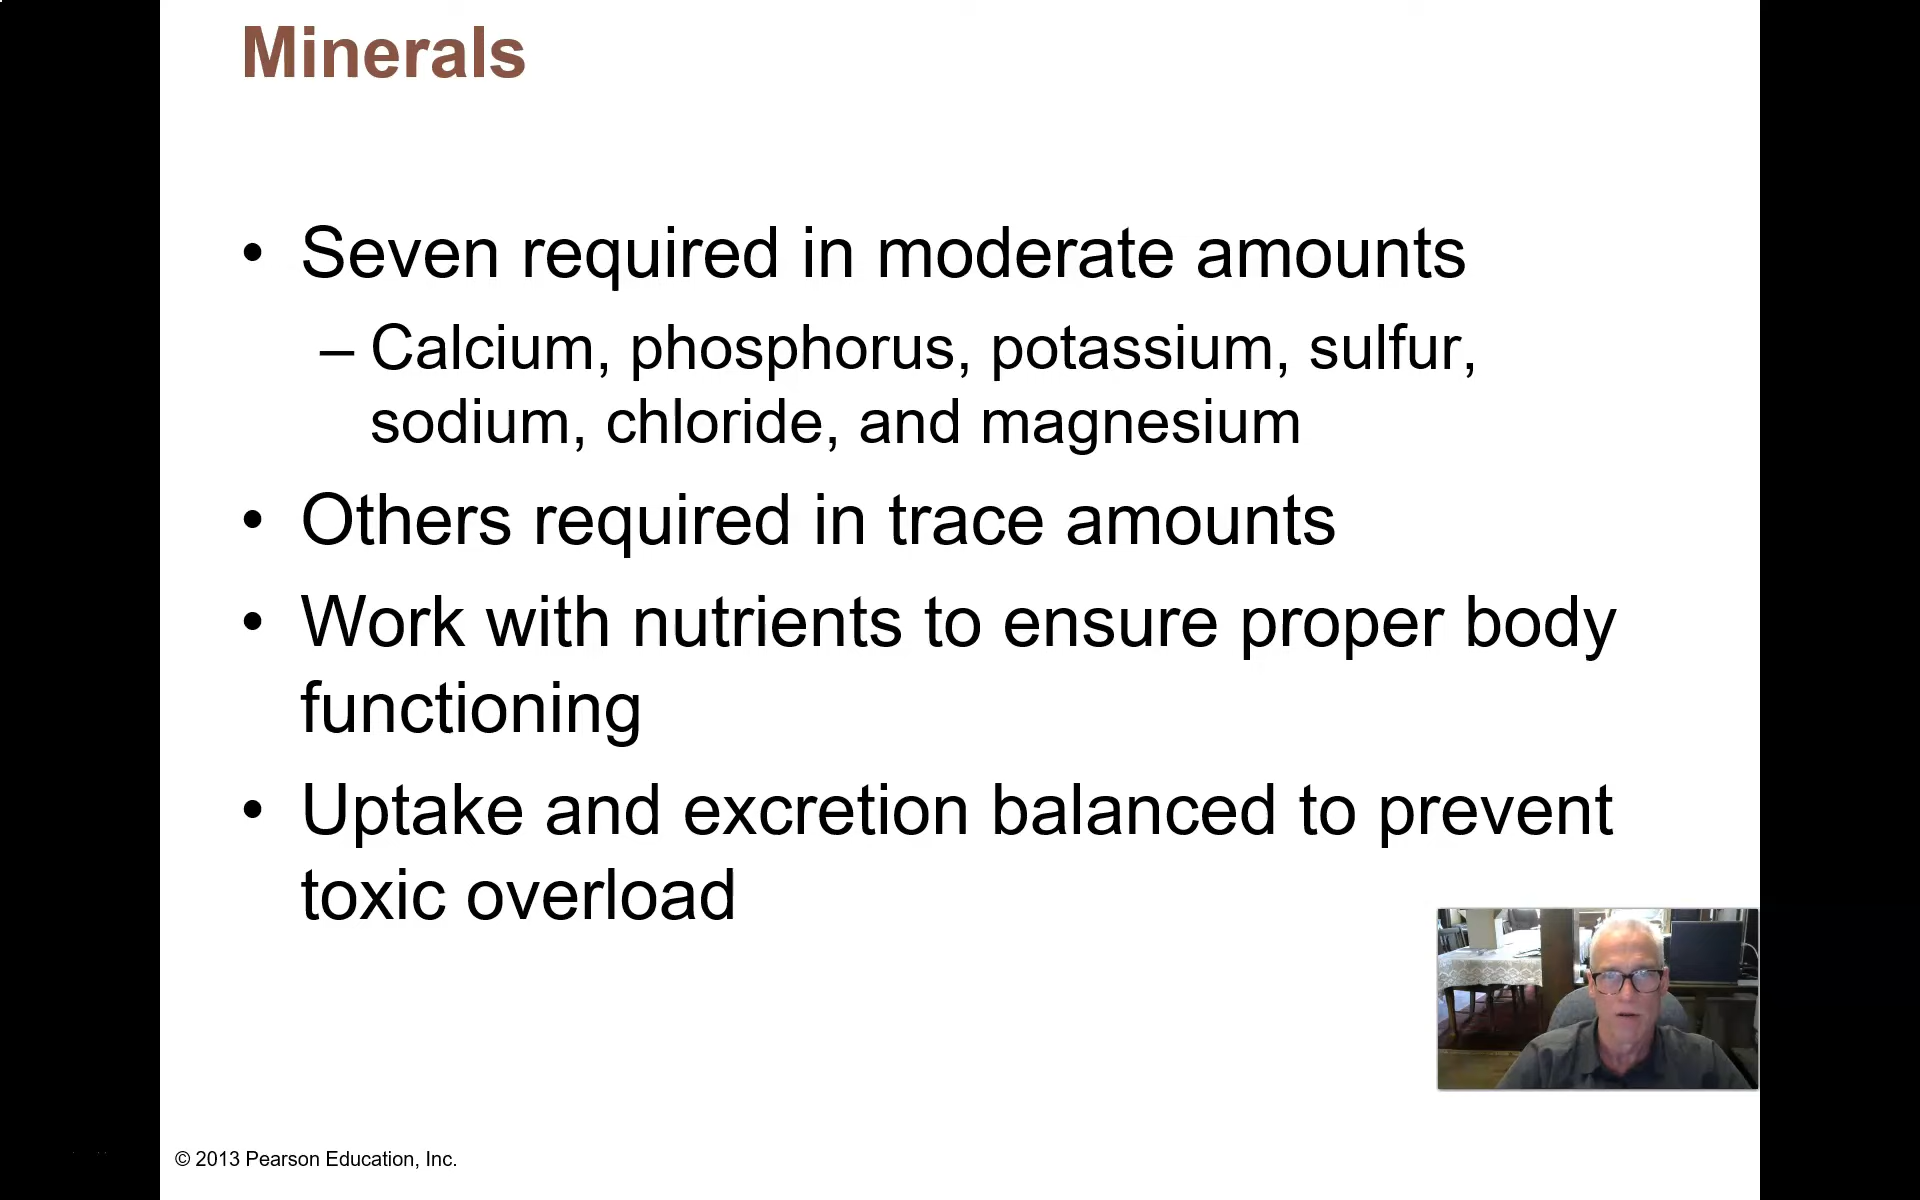 Minerals
• Seven required in moderate amounts
– Calcium, phosphorus, potassium, sulfur,
sodium, chloride, and magnesium
• Others required in trace amounts
• Work with nutrients to ensure proper body
functioning
• Uptake and excretion balanced to prevent
toxic overload
© 2013 Pearson Education, Inc.